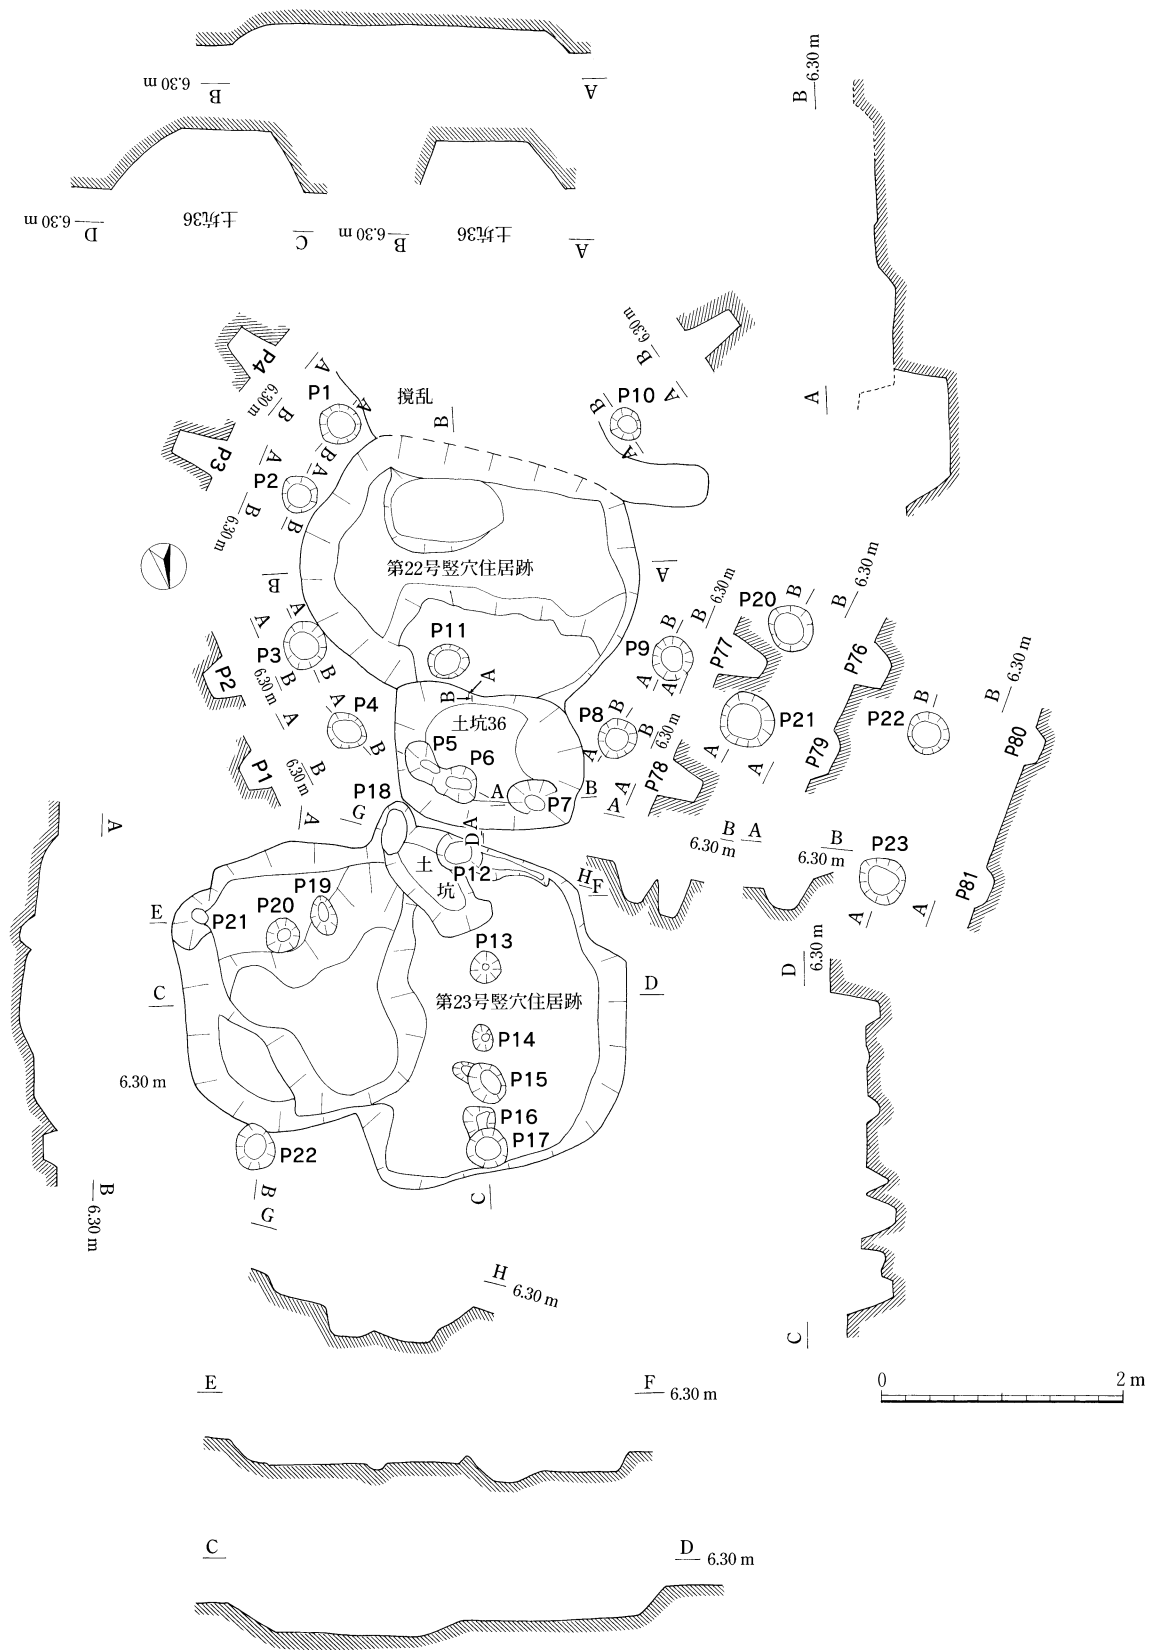 6.30 m
B
A
6.30 m
B
6.30 m
D
土坑36
C
6.30 m
B
土坑36
A
A
P4
A
6.30 m
B
P1
A
撹乱
B
6.30 m
B
A
P10
B
A
P3
A
B
A
P2
B
6.30 m
B
第22号竪穴住居跡
B
A
A
A
P3
B
B
6.30 m
P2
A
A
P4
B
P11
B
A
土坑36
P5
P6
P7
A
B
P8
B
A
B
6.30 m
P78
A
A
P9
B
B
6.30 m
P77
A
A
P20
B
B
6.30 m
P76
P21
A
A
P79
P22
B
B
6.30 m
P80
P1
B
6.30 m
A
P18
G
D
A
P12
土
坑
H
F
B
A
6.30 m
B
6.30 m
P23
A
A
P81
A
E
P21
P20
P19
P13
C
D
D
6.30 m
第23号竪穴住居跡
P14
P15
P16
P17
6.30 m
P22
B
G
C
B
6.30 m
H
6.30 m
C
E
F
6.30 m
0
2 m
C
D
6.30 m